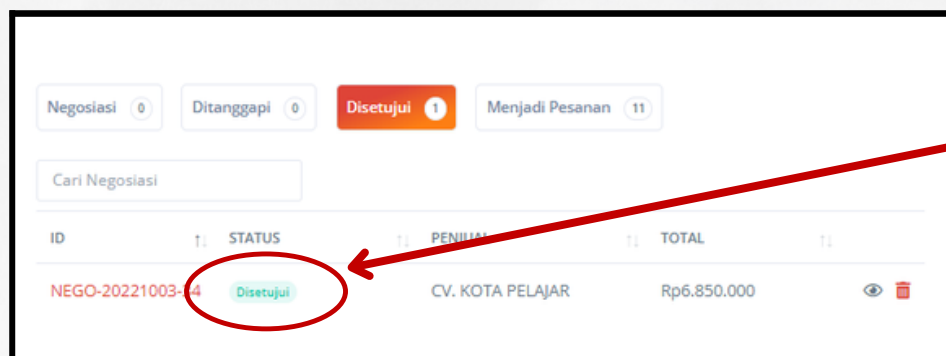 Negosiasi 0 Ditanggapi 0 Disetujui 1 Menjadi Pesanan 11
Cari Negosiasi
ID STATUS TOTAL
Disetujui CV. KOTA PELAJAR Rp6.850.000